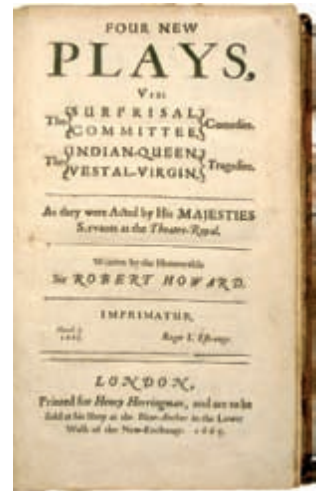 FOUR NEW
PLAYS,
Viz:
The {SURPRISAL, COMMITTEE,} Comedies.
The {INDIAN-QUEEN, VESTAL-VIRGIN,} Tragedies.
As they were Acted by His MAJESTIES
Servants at the Theatre-Royal.
Written by the Honourable
Sir ROBERT HOWARD.
IMPRIMATUR,
March 7.
Roger L'Estrange.
LONDON,
Printed for Henry Herringman, and are to be
sold at his Shop at the Blew-Anchor in the Lower
Walk of the New-Exchange. 1665.